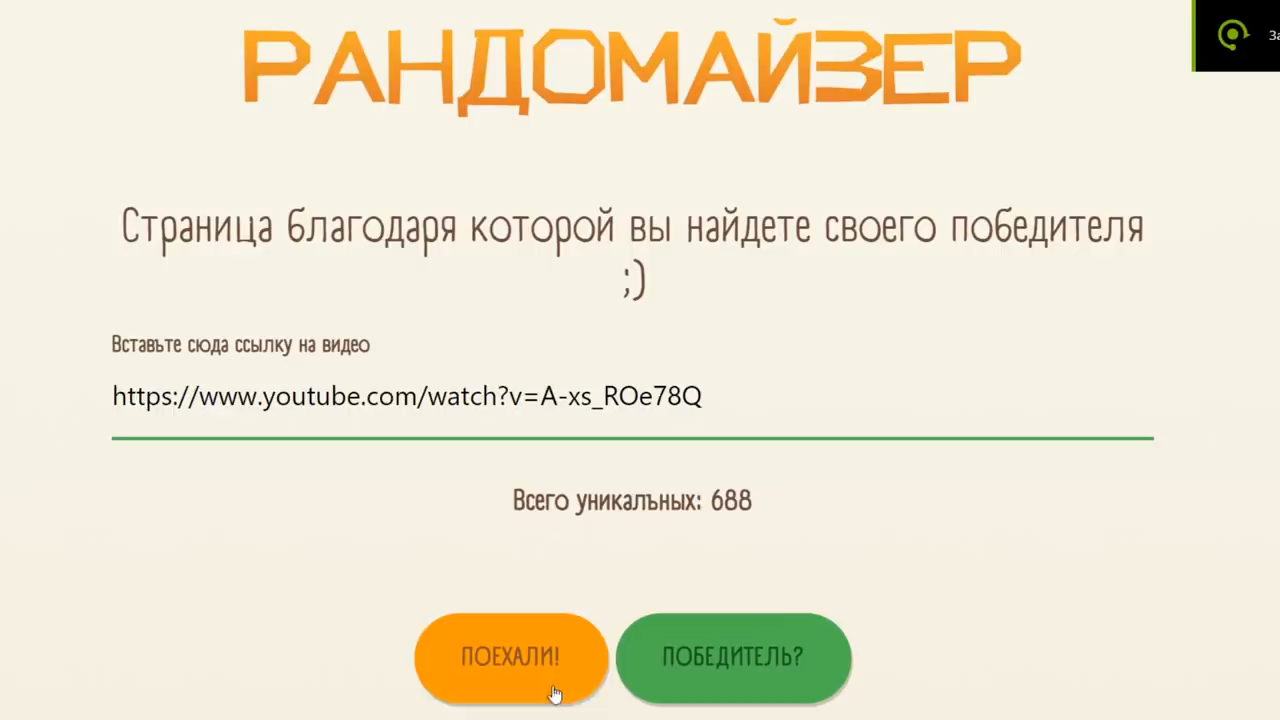 РАНДОМАЙЗЕР
Страница благодаря которой вы найдете своего победителя
;)
Вставьте сюда ссылку на видео
https://www.youtube.com/watch?v=A-xs_ROe78Q
Всего уникальных: 688
ПОЕХАЛИ!
ПОБЕДИТЕЛЬ?